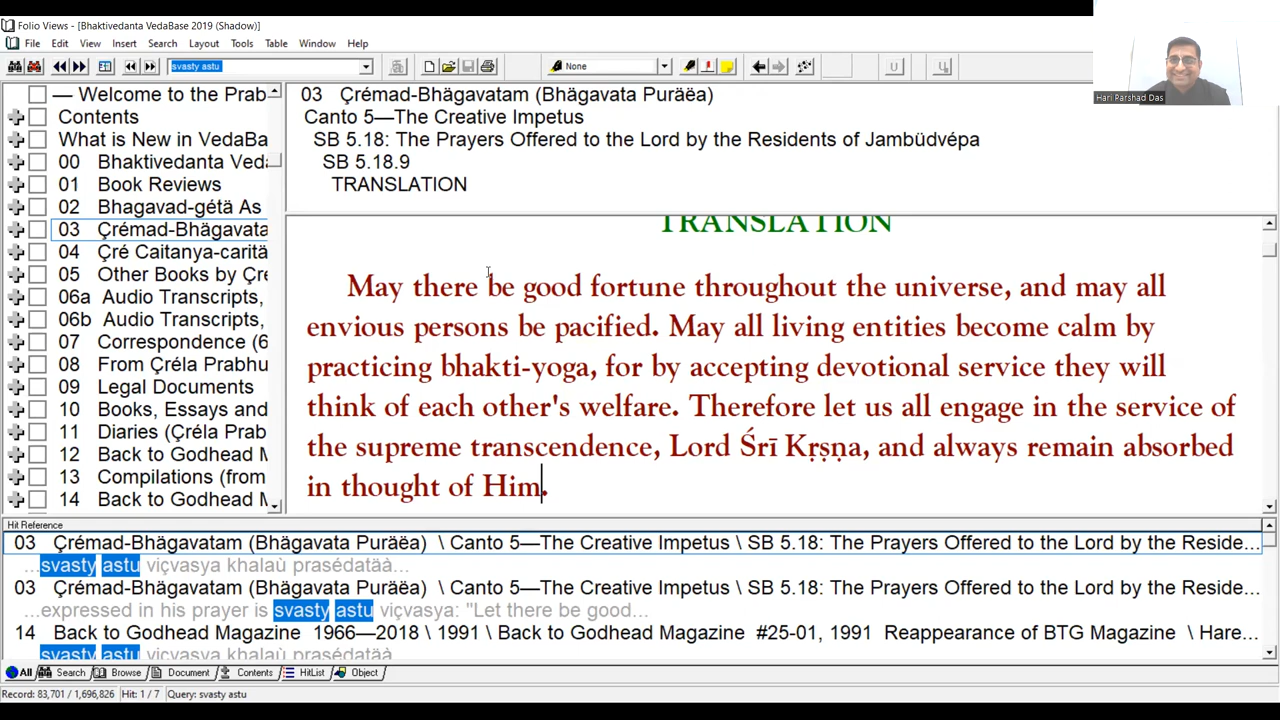 Folio Views - [Bhaktivedanta VedaBase 2019 (Shadow)]
File Edit View Insert Search Layout Tools Table Window Help
svasty astu
None
Hari Parshad Das
— Welcome to the Prab
Contents
What is New in VedaBa
00 Bhaktivedanta Veda
01 Book Reviews
02 Bhagavad-gétä As
03 Çrémad-Bhägavata
04 Çré Caitanya-caritä
05 Other Books by Çre
06a Audio Transcripts,
06b Audio Transcripts,
07 Correspondence (6
08 From Çréla Prabhu
09 Legal Documents
10 Books, Essays and
11 Diaries (Çréla Prab
12 Back to Godhead M
13 Compilations (from
14 Back to Godhead M
03 Çrémad-Bhägavatam (Bhägavata Puräëa)
Canto 5—The Creative Impetus
SB 5.18: The Prayers Offered to the Lord by the Residents of Jambüdvépa
SB 5.18.9
TRANSLATION
TRANSLATION
May there be good fortune throughout the universe, and may all
envious persons be pacified. May all living entities become calm by
practicing bhakti-yoga, for by accepting devotional service they will
think of each other's welfare. Therefore let us all engage in the service of
the supreme transcendence, Lord Śrī Kṛṣṇa, and always remain absorbed
in thought of Him.
Hit Reference
03 Çrémad-Bhägavatam (Bhägavata Puräëa) \ Canto 5—The Creative Impetus \ SB 5.18: The Prayers Offered to the Lord by the Reside...
...svasty astu viçvasya khalaù prasédatäà...
03 Çrémad-Bhägavatam (Bhägavata Puräëa) \ Canto 5—The Creative Impetus \ SB 5.18: The Prayers Offered to the Lord by the Reside...
...expressed in his prayer is svasty astu viçvasya: "Let there be good...
14 Back to Godhead Magazine 1966—2018 \ 1991 \ Back to Godhead Magazine #25-01, 1991 Reappearance of BTG Magazine \ Hare...
svasty astu viçvasya khalaù prasédatäà
All Search Browse Document Contents HitList Object
Record: 83,701 / 1,696,826 Hit: 1 / 7 Query: svasty astu